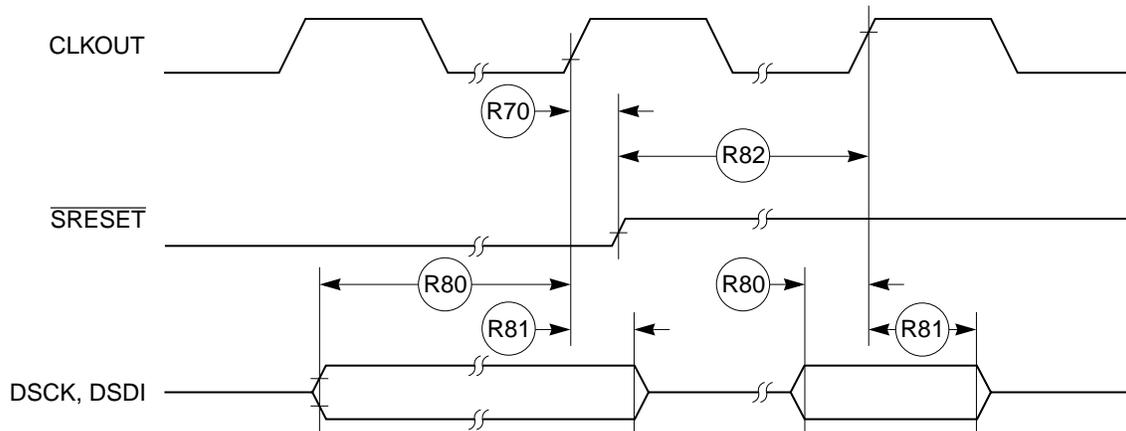 CLKOUT
R70
R82
SRESET
R80
R80
R81
R81
DSCK, DSDI